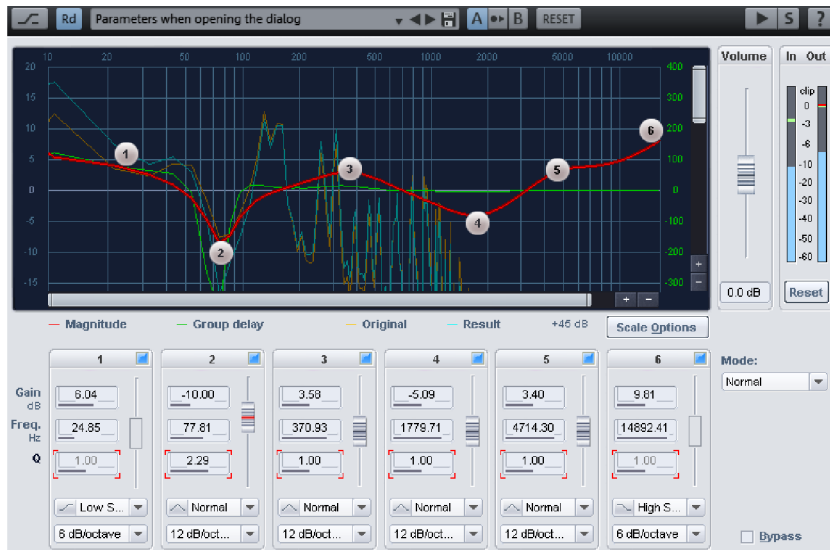 Rd Parameters when opening the dialog A B RESET S ?
10 20 50 80 100 200 500 1000 2000 5000 10000
Volume In Out
20 400
15 300
10 200
5 100
0 0
-5 -100
-10 -200
-15 -300
1 2 3 4 5 6
+ -
+ -
clip
0
-3
-6
-10
-20
-30
-40
-50
-60
0.0 dB Reset
Magnitude Group delay Original Result +45 dB Scale Options
1 2 3 4 5 6
Mode:
Normal
Gain dB 6.04 -10.00 3.58 -5.09 3.40 9.81
Freq. Hz 24.85 77.81 370.93 1779.71 4714.30 14892.41
Q 1.00 2.29 1.00 1.00 1.00 1.00
Low S... Normal Normal Normal Normal High S...
6 dB/octave 12 dB/oct... 12 dB/oct... 12 dB/oct... 12 dB/oct... 6 dB/octave
Bypass